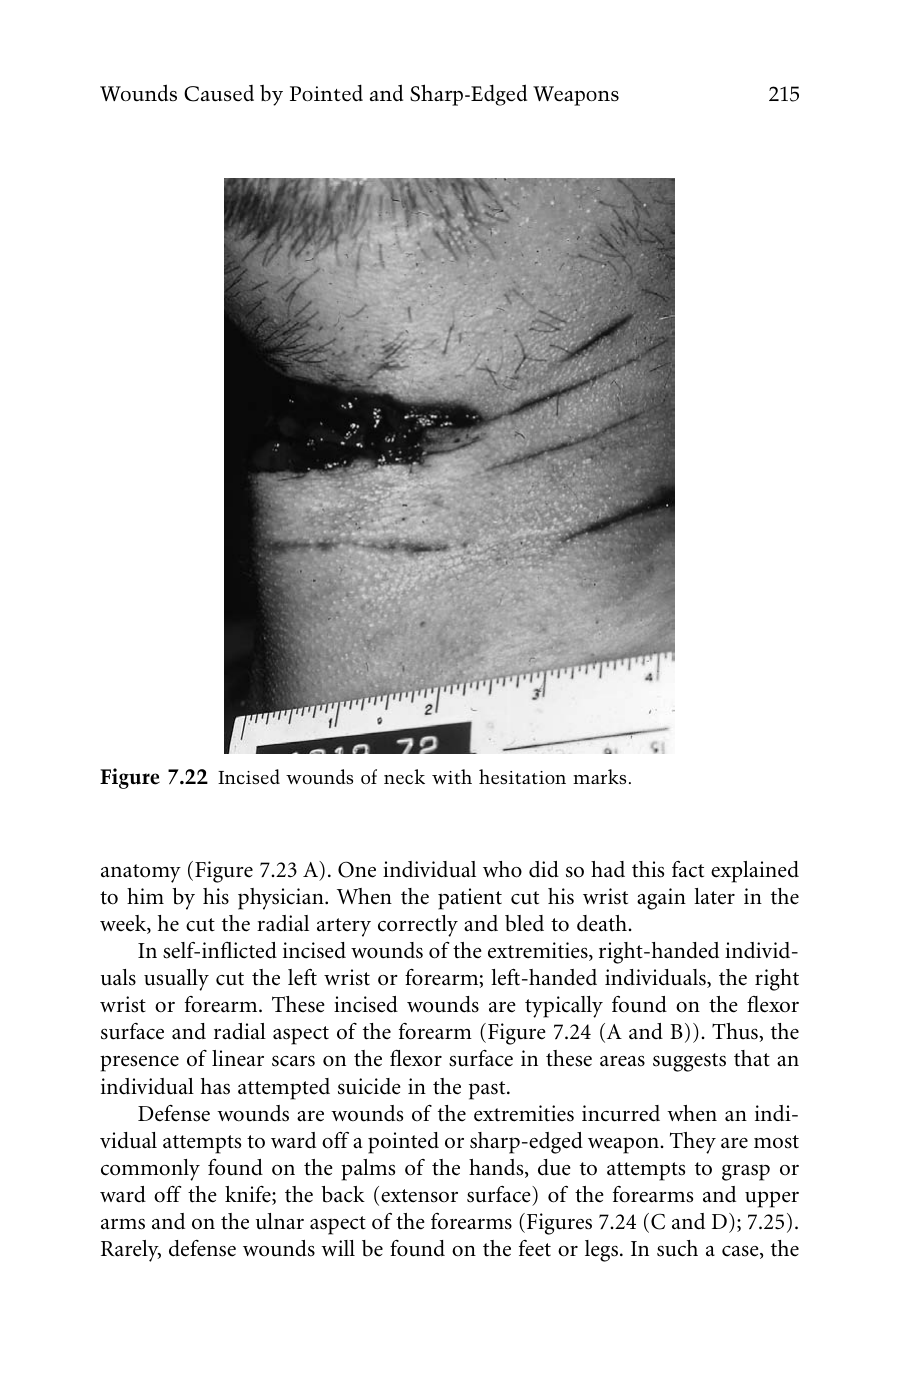 Wounds Caused by Pointed and Sharp-Edged Weapons 215
1 2 3 4
72
Figure 7.22 Incised wounds of neck with hesitation marks.
anatomy (Figure 7.23 A). One individual who did so had this fact explained
to him by his physician. When the patient cut his wrist again later in the
week, he cut the radial artery correctly and bled to death.
In self-inflicted incised wounds of the extremities, right-handed individ-
uals usually cut the left wrist or forearm; left-handed individuals, the right
wrist or forearm. These incised wounds are typically found on the flexor
surface and radial aspect of the forearm (Figure 7.24 (A and B)). Thus, the
presence of linear scars on the flexor surface in these areas suggests that an
individual has attempted suicide in the past.
Defense wounds are wounds of the extremities incurred when an indi-
vidual attempts to ward off a pointed or sharp-edged weapon. They are most
commonly found on the palms of the hands, due to attempts to grasp or
ward off the knife; the back (extensor surface) of the forearms and upper
arms and on the ulnar aspect of the forearms (Figures 7.24 (C and D); 7.25).
Rarely, defense wounds will be found on the feet or legs. In such a case, the